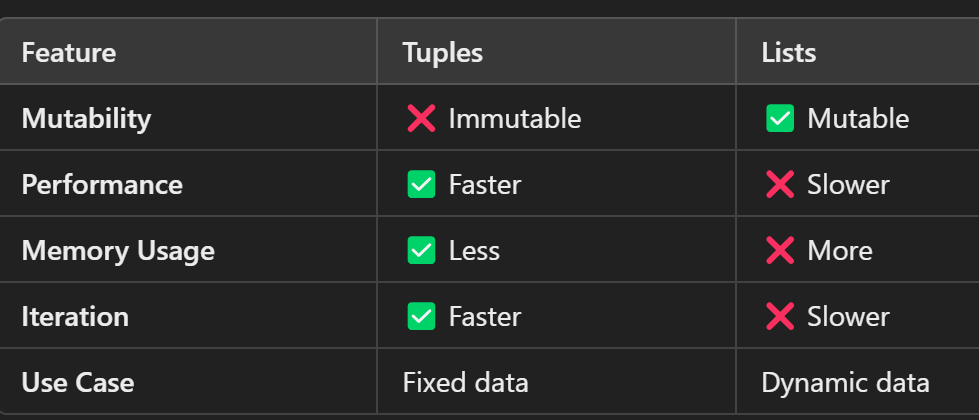 Feature Tuples Lists
Mutability ❌ Immutable ✅ Mutable
Performance ✅ Faster ❌ Slower
Memory Usage ✅ Less ❌ More
Iteration ✅ Faster ❌ Slower
Use Case Fixed data Dynamic data